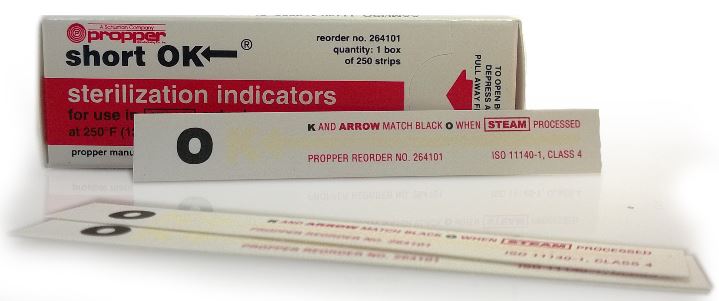 A Schuman Company
propper
short OK ®
reorder no. 264101
quantity: 1 box
of 250 strips
sterilization indicators
for use in
at 250°F
propper manu
TO OPEN
DEPRESS
PULL AWAY
O K AND ARROW MATCH BLACK O WHEN STEAM PROCESSED
PROPPER REORDER NO. 264101 ISO 11140-1, CLASS 4
O K AND ARROW MATCH BLACK O WHEN STEAM PROCESSED
PROPPER REORDER NO. 264101 ISO 11140-1, CLASS 4